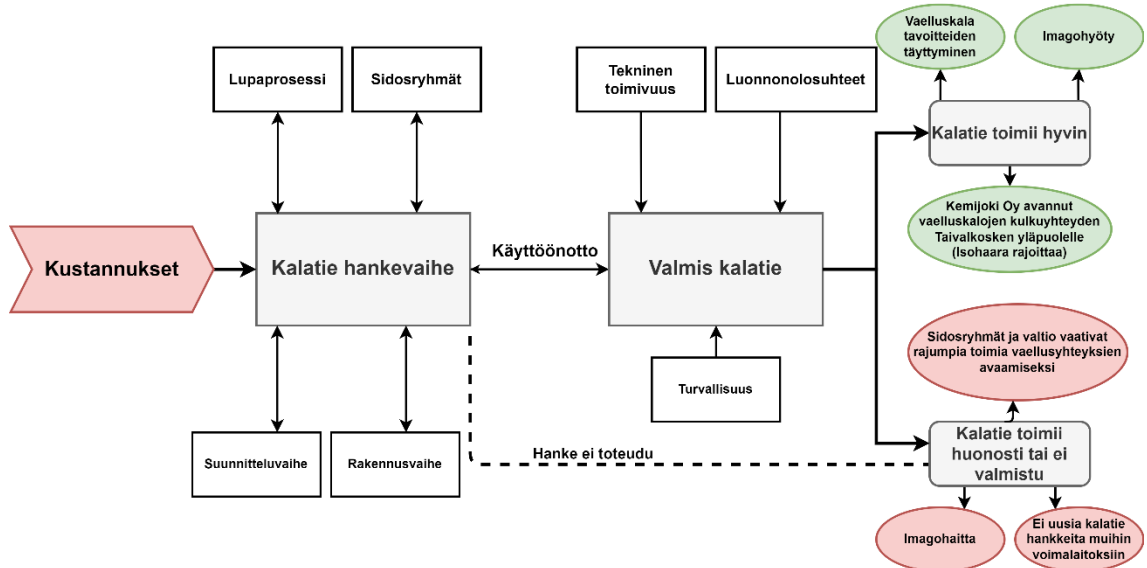 Vaelluskala
tavoitteiden
täyttyminen
Imagohyöty
Lupaprosessi
Sidosryhmät
Tekninen
toimivuus
Luonnonolosuhteet
Kalatie toimii hyvin
Kustannukset
Kalatie hankevaihe
Käyttöönotto
Valmis kalatie
Kemijoki Oy avannut
vaelluskalojen kulkuyhteyden
Taivalkosken yläpuolelle
(Isohaara rajoittaa)
Sidosryhmät ja valtio vaativat
rajumpia toimia vaellusyhteyksien
avaamiseksi
Turvallisuus
Suunnitteluvaihe
Rakennusvaihe
Hanke ei toteudu
Kalatie toimii
huonosti tai ei
valmistu
Imagohaitta
Ei uusia kalatie
hankkeita muihin
voimalaitoksiin